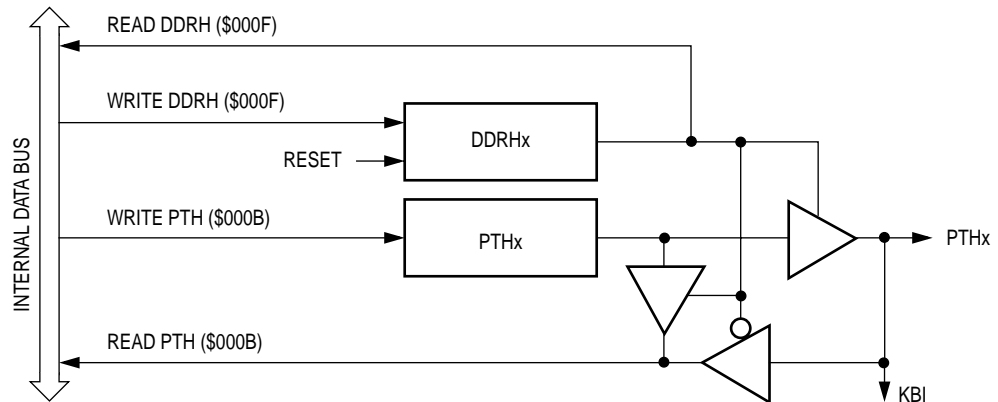 READ DDRH ($000F)
WRITE DDRH ($000F)
DDRHx
RESET
INTERNAL DATA BUS
WRITE PTH ($000B)
PTHx
PTHx
READ PTH ($000B)
KBI